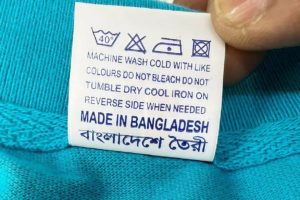 40
MACHINE WASH COLD WITH LIKE
COLOURS DO NOT BLEACH DO NOT
TUMBLE DRY COOL IRON ON
REVERSE SIDE WHEN NEEDED
MADE IN BANGLADESH
বাংলাদেশে তৈরী